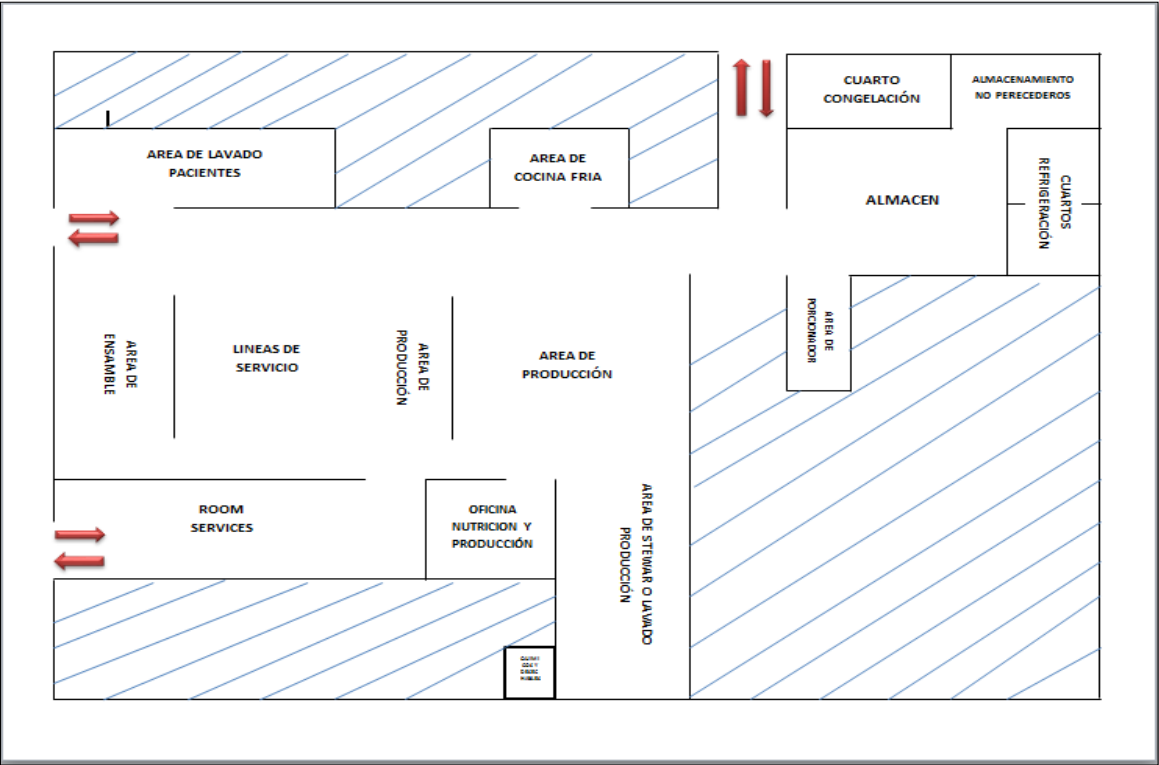 CUARTO
CONGELACIÓN
ALMACENAMIENTO
NO PERECEDEROS
AREA DE LAVADO
PACIENTES
AREA DE
COCINA FRIA
ALMACEN
CUARTOS
REFRIGERACIÓN
AREA DE
PORCIONADOR
AREA DE
ENSAMBLE
LINEAS DE
SERVICIO
AREA DE
PRODUCCIÓN
AREA DE
PRODUCCIÓN
ROOM
SERVICES
OFICINA
NUTRICION Y
PRODUCCIÓN
AREA DE STEWAR O LAVADO
PRODUCCIÓN